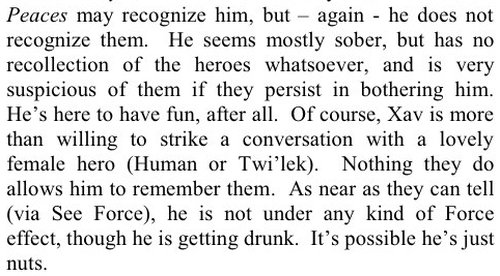 Peaces may recognize him, but – again - he does not
recognize them. He seems mostly sober, but has no
recollection of the heroes whatsoever, and is very
suspicious of them if they persist in bothering him.
He's here to have fun, after all. Of course, Xav is more
than willing to strike a conversation with a lovely
female hero (Human or Twi'lek). Nothing they do
allows him to remember them. As near as they can tell
(via See Force), he is not under any kind of Force
effect, though he is getting drunk. It's possible he's just
nuts.